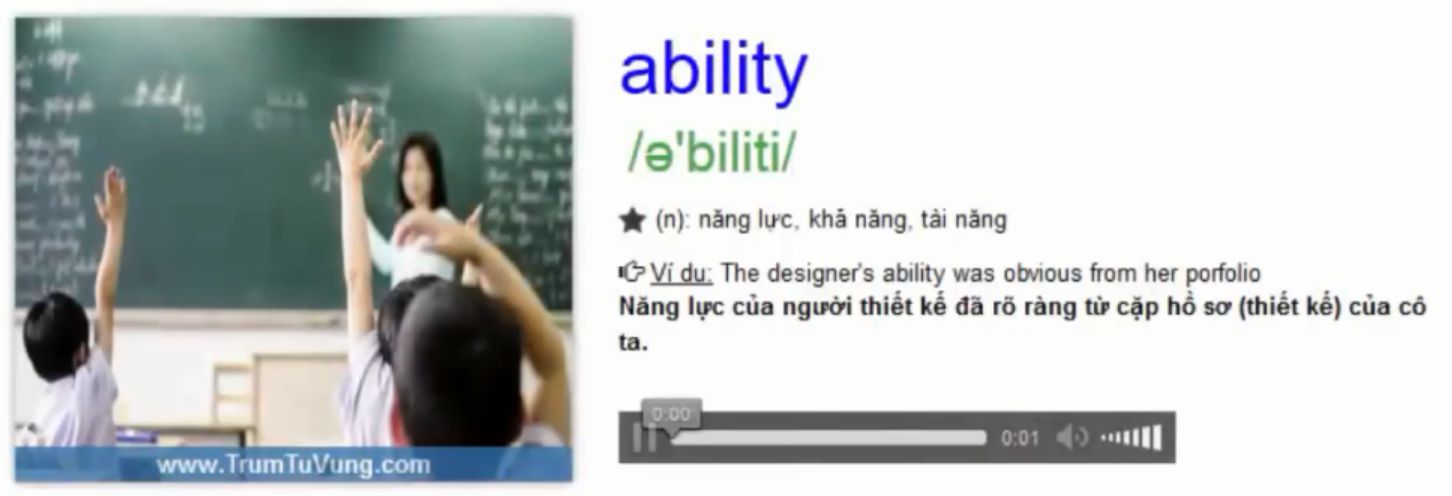 ability
/ə'biliti/
★ (n): năng lực, khả năng, tài năng
Ví dụ: The designer's ability was obvious from her porfolio
Năng lực của người thiết kế đã rõ ràng từ cặp hồ sơ (thiết kế) của cô
ta.
0:00
0:01
www.TrumTuVung.com